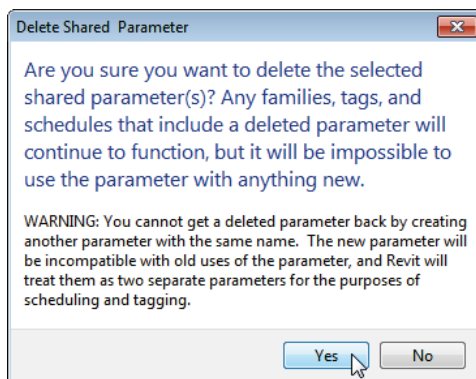 Delete Shared  Parameter
Are you sure you want to delete the selected
shared parameter(s)? Any families, tags, and
schedules that include a deleted parameter will
continue to function, but it will be impossible to
use the parameter with anything new.
WARNING: You cannot get a deleted parameter back by creating
another parameter with the same name.  The new parameter will
be incompatible with old uses of the parameter, and Revit will
treat them as two separate parameters for the purposes of
scheduling and tagging.
Yes No